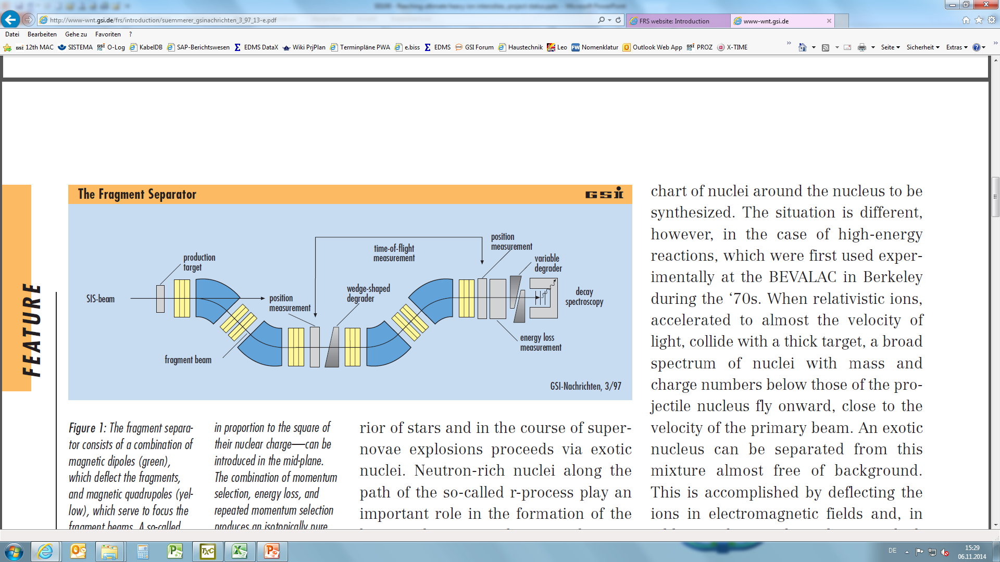 http://www-wnt.gsi.de/frs/introduction/suemmerer_gsinachrichten_3_97_13-e.pdf
FRS website: Introduction
www-wnt.gsi.de
Datei Bearbeiten Gehe zu Favoriten ?
GSI 12th MAC SISTEMA GSI O-Log KabelDB SAP-Berichtswesen EDMS DataX Wiki PrjPlan Terminpläne PWA e.biss EDMS GSI Forum Haustechnik Leo FW Nomenklatur Outlook Web App GSI PROZ X-TIME
Seite Sicherheit Extras
FEATURE
The Fragment Separator
GSI
SIS-beam
production
target
fragment beam
position
measurement
time-of-flight
measurement
wedge-shaped
degrader
position
measurement
variable
degrader
decay
spectroscopy
energy loss
measurement
GSI-Nachrichten, 3/97
Figure 1: The fragment separa-
tor consists of a combination of
magnetic dipoles (green),
which deflect the fragments,
and magnetic quadrupoles (yel-
low), which serve to focus the
fragment beams. A so-called
in proportion to the square of
their nuclear charge—can be
introduced in the mid-plane.
The combination of momentum
selection, energy loss, and
repeated momentum selection
produces an isotopically pure
rior of stars and in the course of super-
novae explosions proceeds via exotic
nuclei. Neutron-rich nuclei along the
path of the so-called r-process play an
important role in the formation of the
chart of nuclei around the nucleus to be
synthesized. The situation is different,
however, in the case of high-energy
reactions, which were first used exper-
imentally at the BEVALAC in Berkeley
during the ‘70s. When relativistic ions,
accelerated to almost the velocity of
light, collide with a thick target, a broad
spectrum of nuclei with mass and
charge numbers below those of the pro-
jectile nucleus fly onward, close to the
velocity of the primary beam. An exotic
nucleus can be separated from this
mixture almost free of background.
This is accomplished by deflecting the
ions in electromagnetic fields and, in
TXC
DE
15:29
06.11.2014